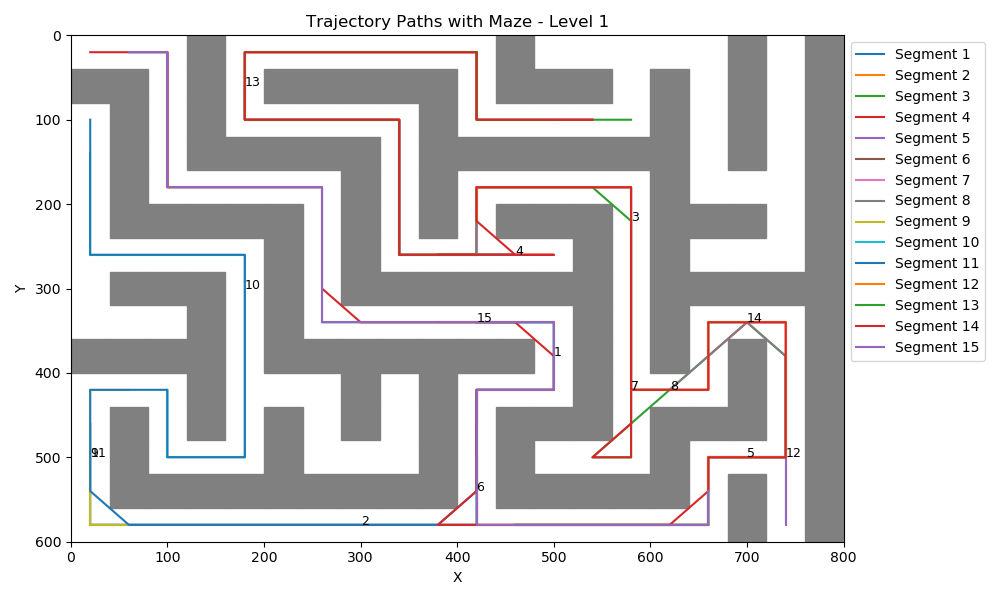 Trajectory Paths with Maze - Level 1
0
100
200
300
400
500
600
Y
0
100
200
300
400
500
600
700
800
X
13
3
4
10
15
14
1
7
8
9
11
5
12
6
2
Segment 1
Segment 2
Segment 3
Segment 4
Segment 5
Segment 6
Segment 7
Segment 8
Segment 9
Segment 10
Segment 11
Segment 12
Segment 13
Segment 14
Segment 15